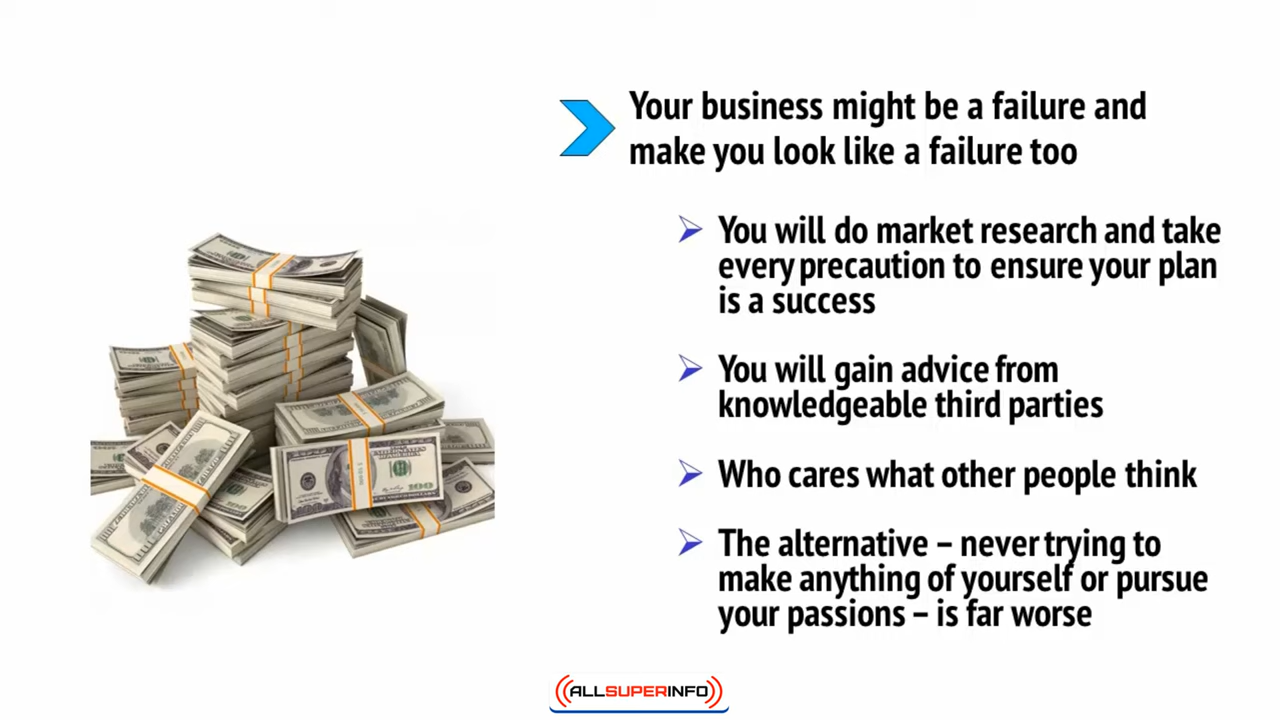 Your business might be a failure and
make you look like a failure too
You will do market research and take
every precaution to ensure your plan
is a success
You will gain advice from
knowledgeable third parties
Who cares what other people think
The alternative – never trying to
make anything of yourself or pursue
your passions – is far worse
ALLSUPERINFO